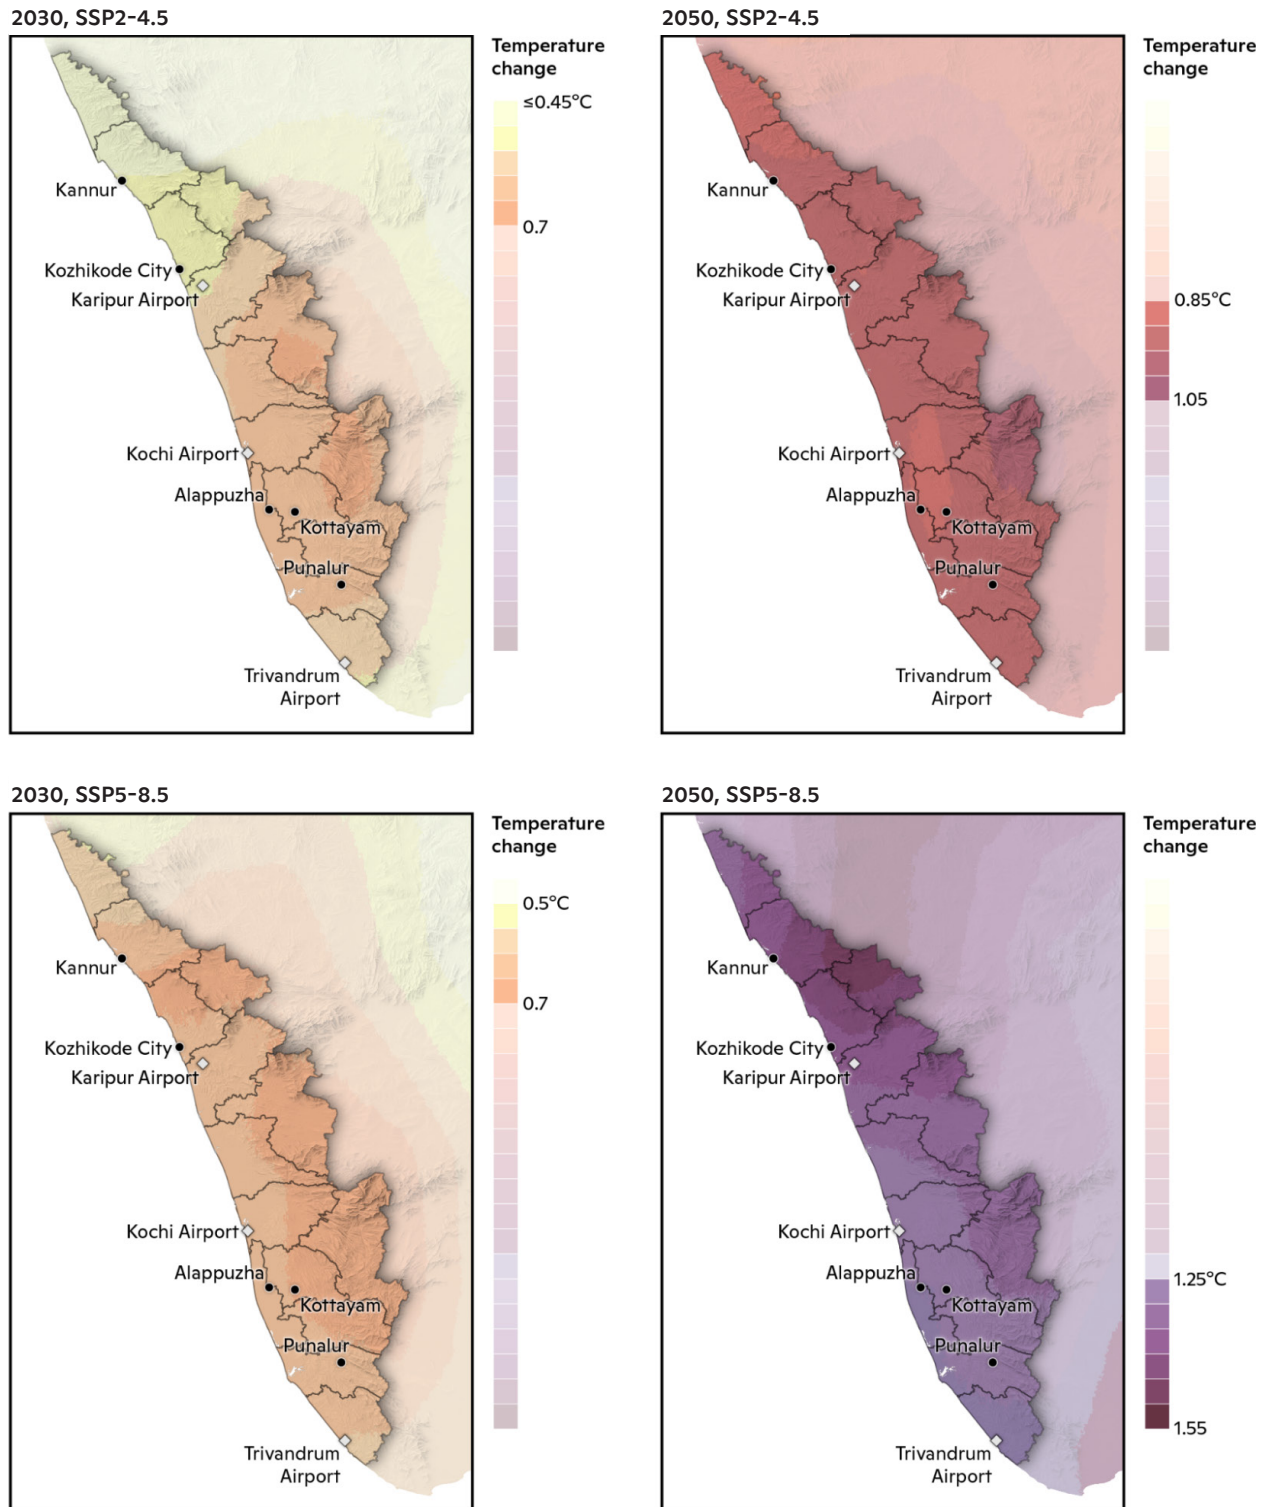 2030, SSP2-4.5
Temperature
change
≤0.45°C
0.7
Kannur
Kozhikode City
Karipur Airport
Kochi Airport
Alappuzha
Kottayam
Punalur
Trivandrum
Airport
2050, SSP2-4.5
Temperature
change
0.85°C
1.05
Kannur
Kozhikode City
Karipur Airport
Kochi Airport
Alappuzha
Kottayam
Punalur
Trivandrum
Airport
2030, SSP5-8.5
Temperature
change
0.5°C
0.7
Kannur
Kozhikode City
Karipur Airport
Kochi Airport
Alappuzha
Kottayam
Punalur
Trivandrum
Airport
2050, SSP5-8.5
Temperature
change
1.25°C
1.55
Kannur
Kozhikode City
Karipur Airport
Kochi Airport
Alappuzha
Kottayam
Punalur
Trivandrum
Airport